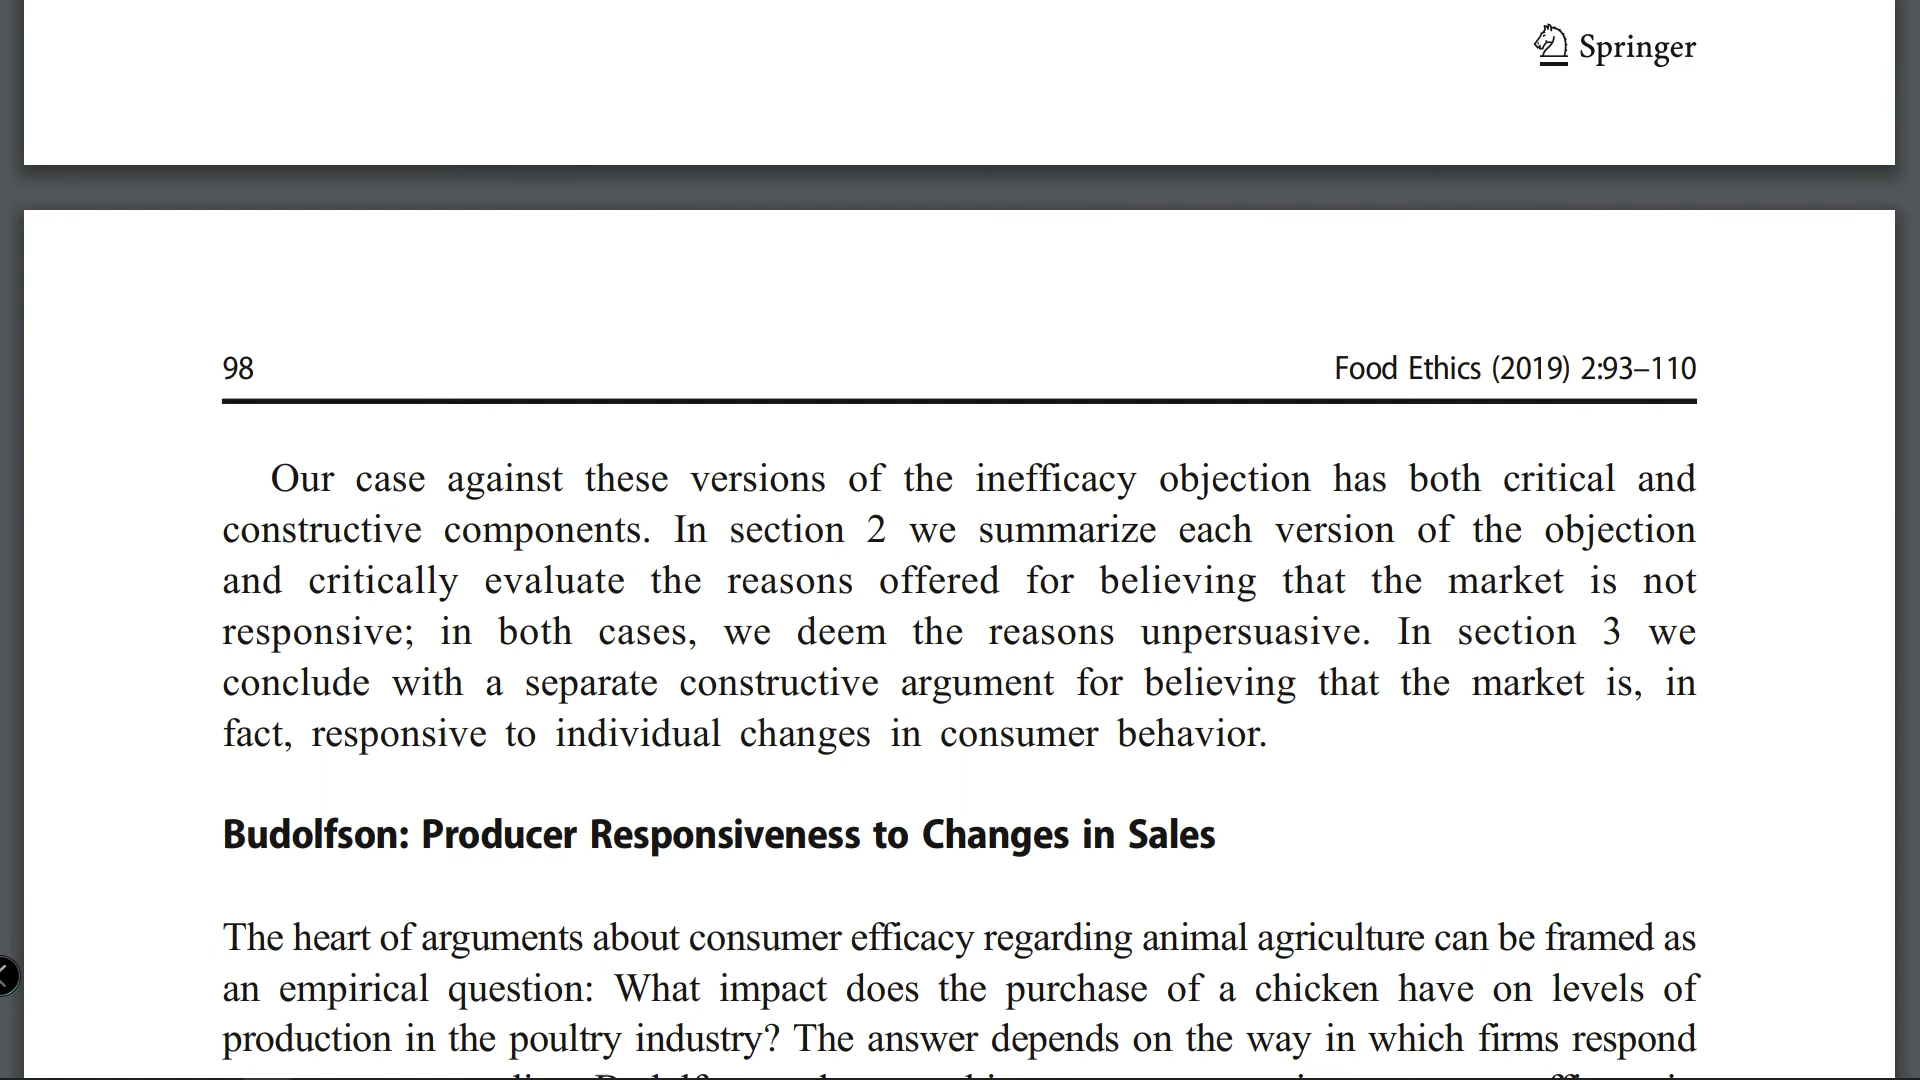 Springer
98
Food Ethics (2019) 2:93–110
Our case against these versions of the inefficacy objection has both critical and
constructive components. In section 2 we summarize each version of the objection
and critically evaluate the reasons offered for believing that the market is not
responsive; in both cases, we deem the reasons unpersuasive. In section 3 we
conclude with a separate constructive argument for believing that the market is, in
fact, responsive to individual changes in consumer behavior.
Budolfson: Producer Responsiveness to Changes in Sales
The heart of arguments about consumer efficacy regarding animal agriculture can be framed as
an empirical question: What impact does the purchase of a chicken have on levels of
production in the poultry industry? The answer depends on the way in which firms respond